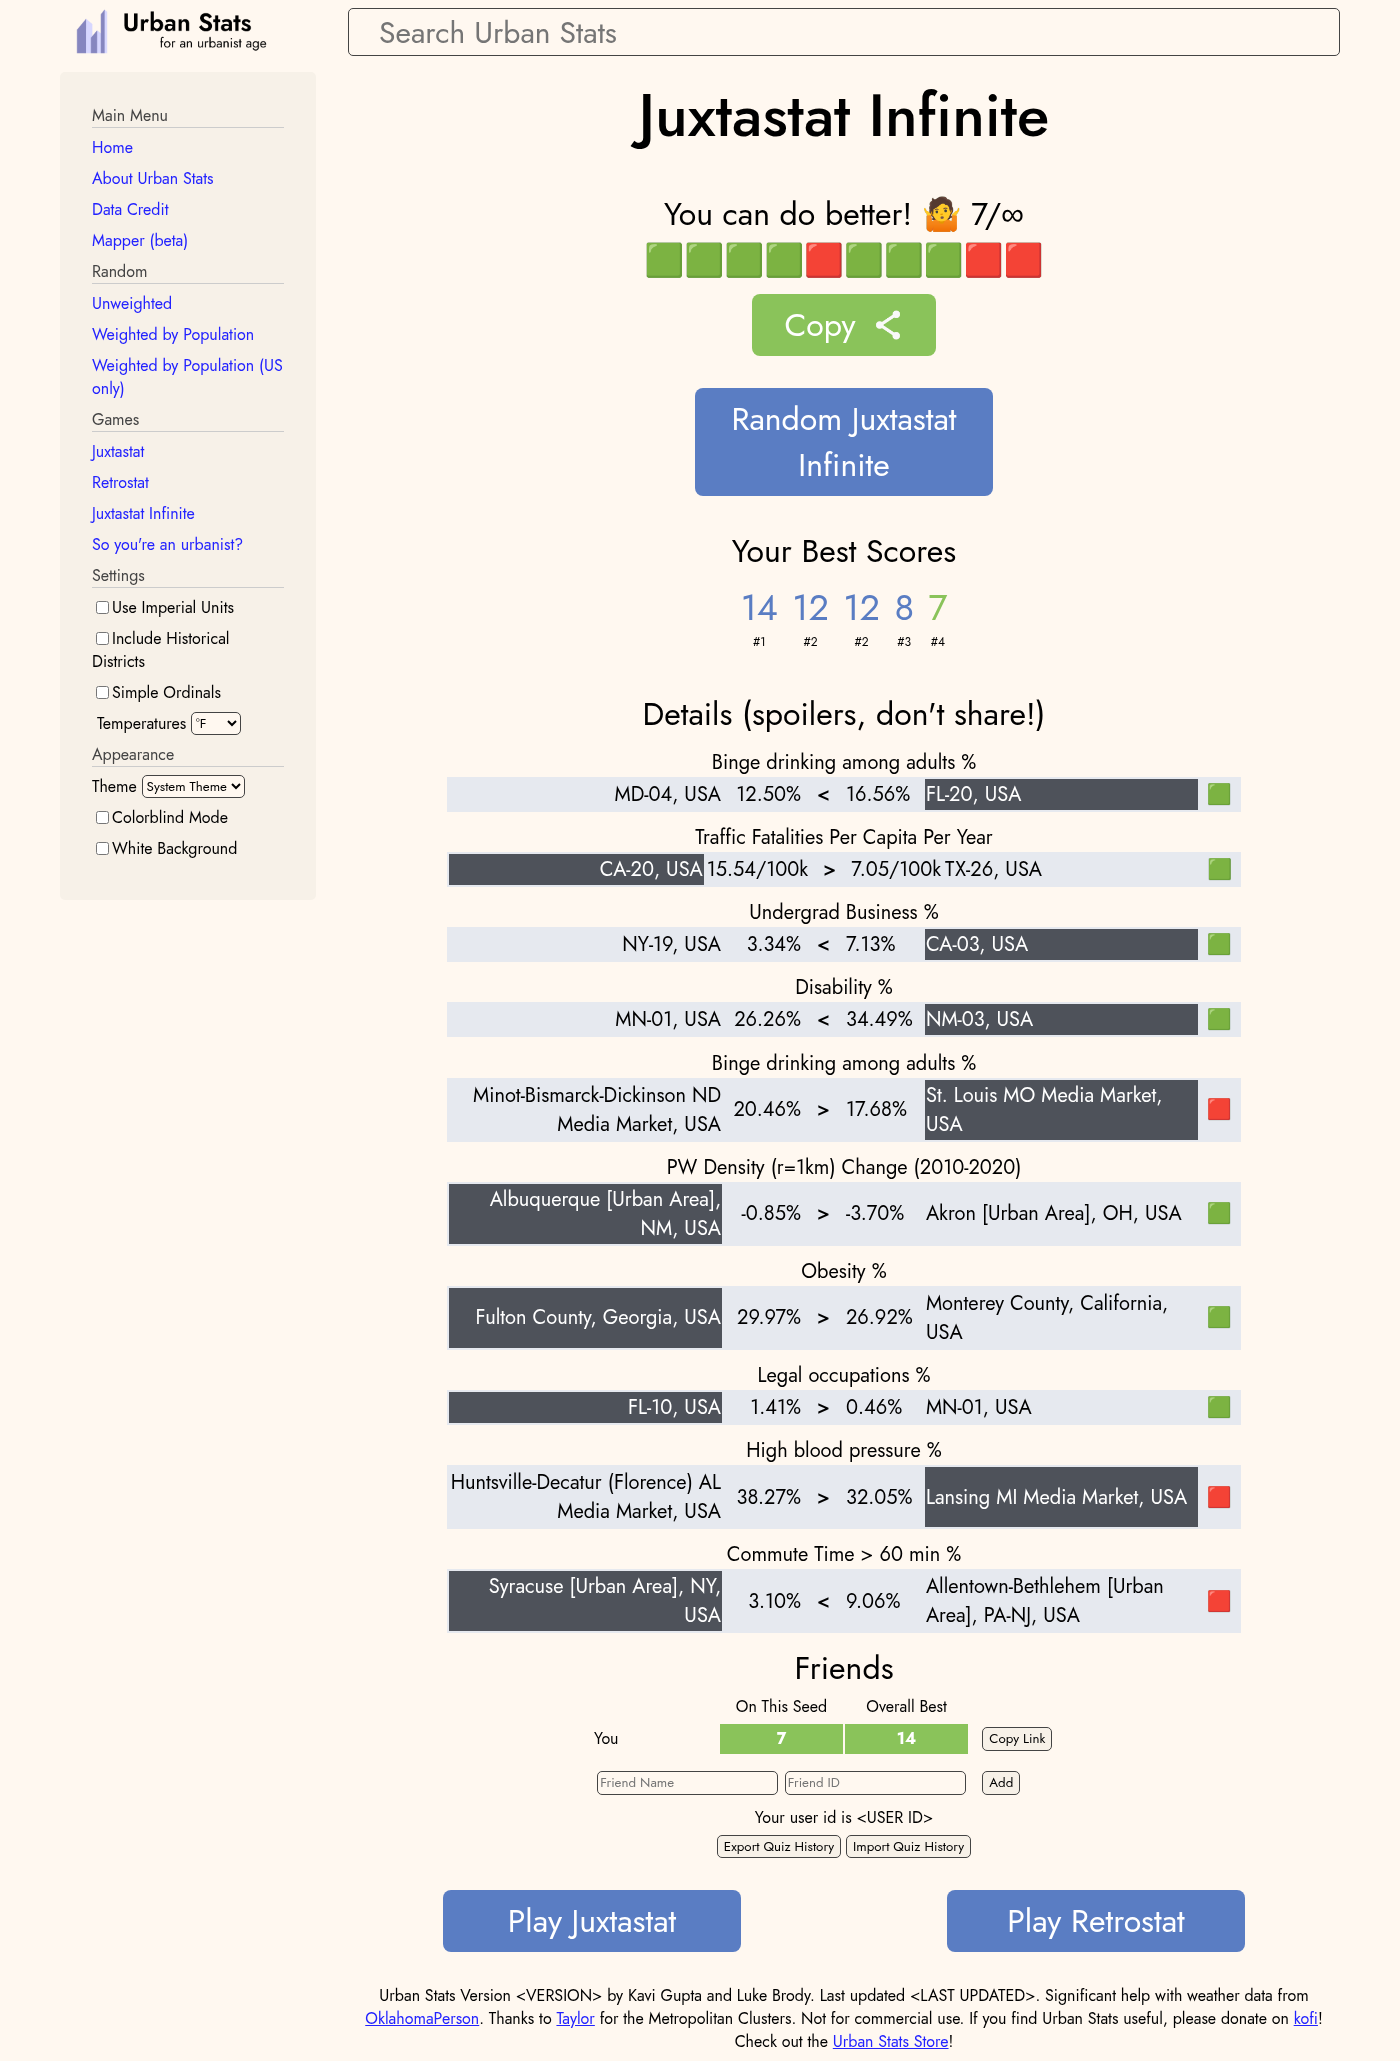 Urban Stats
for an urbanist age
Search Urban Stats
Main Menu
Home
About Urban Stats
Data Credit
Mapper (beta)
Random
Unweighted
Weighted by Population
Weighted by Population (US
only)
Games
Juxtastat
Retrostat
Juxtastat Infinite
So you're an urbanist?
Settings
Use Imperial Units
Include Historical
Districts
Simple Ordinals
Temperatures °F
Appearance
Theme System Theme
Colorblind Mode
White Background
Juxtastat Infinite
You can do better! 🤷 7/∞
🟩🟩🟩🟩🟥🟩🟩🟩🟥🟥
Copy
Random Juxtastat
Infinite
Your Best Scores
14 12 12 8 7
#1 #2 #2 #3 #4
Details (spoilers, don't share!)
Binge drinking among adults %
MD-04, USA 12.50% < 16.56% FL-20, USA 🟩
Traffic Fatalities Per Capita Per Year
CA-20, USA 15.54/100k > 7.05/100k TX-26, USA 🟩
Undergrad Business %
NY-19, USA 3.34% < 7.13% CA-03, USA 🟩
Disability %
MN-01, USA 26.26% < 34.49% NM-03, USA 🟩
Binge drinking among adults %
Minot-Bismarck-Dickinson ND
Media Market, USA 20.46% > 17.68% St. Louis MO Media Market,
USA 🟥
PW Density (r=1km) Change (2010-2020)
Albuquerque [Urban Area],
NM, USA -0.85% > -3.70% Akron [Urban Area], OH, USA 🟩
Obesity %
Fulton County, Georgia, USA 29.97% > 26.92% Monterey County, California,
USA 🟩
Legal occupations %
FL-10, USA 1.41% > 0.46% MN-01, USA 🟩
High blood pressure %
Huntsville-Decatur (Florence) AL
Media Market, USA 38.27% > 32.05% Lansing MI Media Market, USA 🟥
Commute Time > 60 min %
Syracuse [Urban Area], NY,
USA 3.10% < 9.06% Allentown-Bethlehem [Urban
Area], PA-NJ, USA 🟥
Friends
On This Seed Overall Best
You 7 14 Copy Link
Friend Name Friend ID Add
Your user id is <USER ID>
Export Quiz History Import Quiz History
Play Juxtastat Play Retrostat
Urban Stats Version <VERSION> by Kavi Gupta and Luke Brody. Last updated <LAST UPDATED>. Significant help with weather data from
OklahomaPerson. Thanks to Taylor for the Metropolitan Clusters. Not for commercial use. If you find Urban Stats useful, please donate on kofi!
Check out the Urban Stats Store!